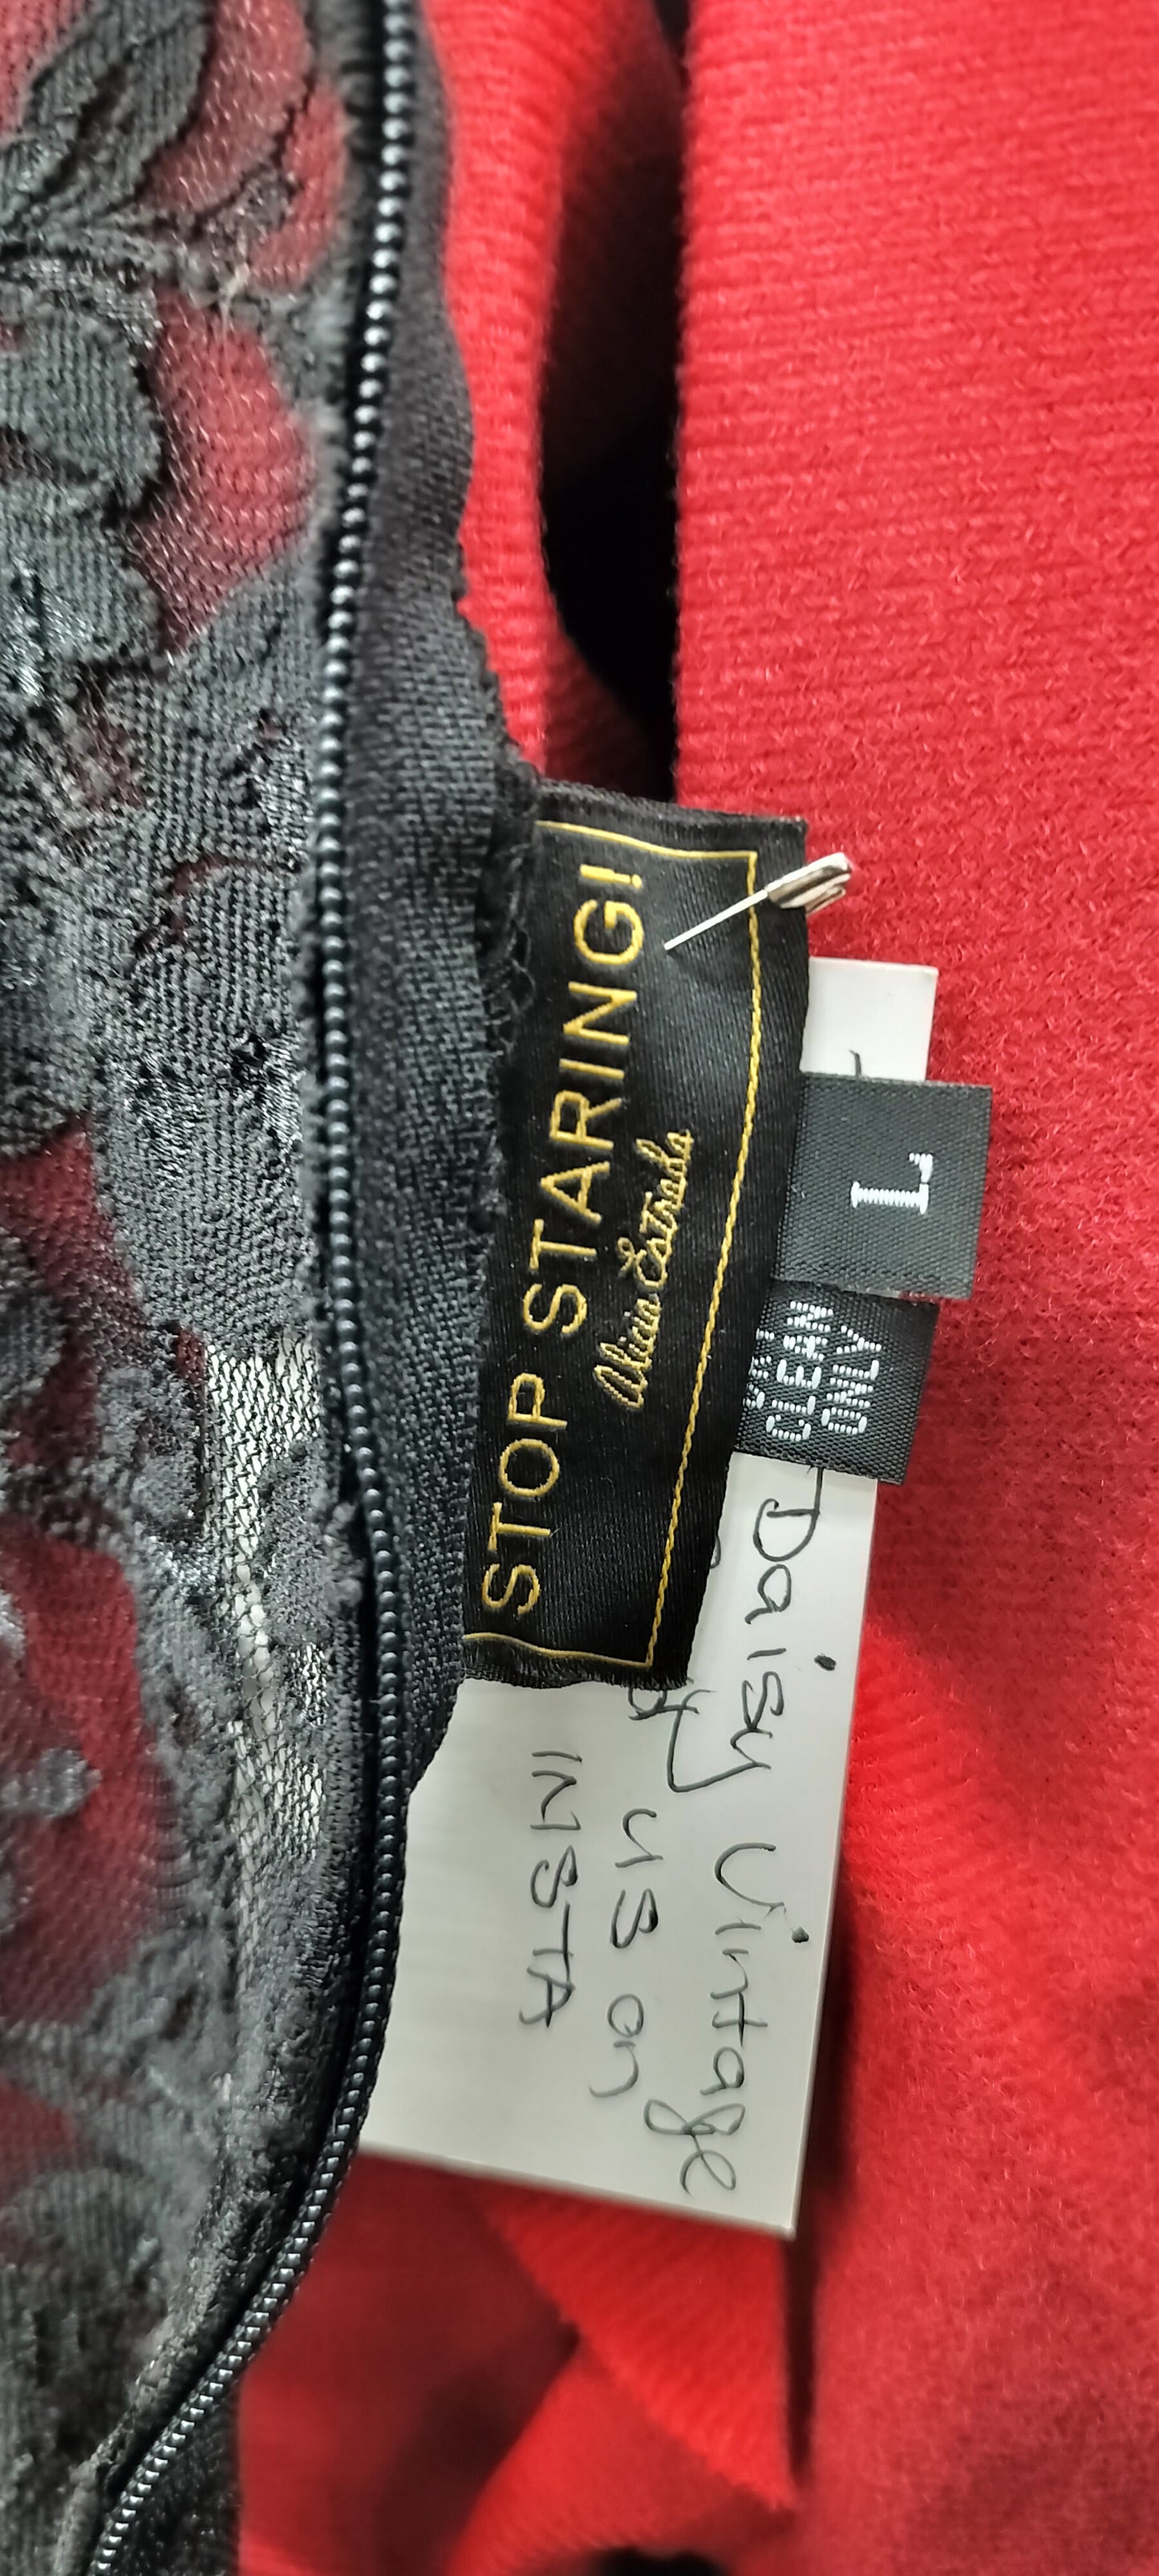 STOP STARING!
Alicia Estrada
L
DRY
CLEAN
ONLY
Daisy Vintage
us on
INSTA